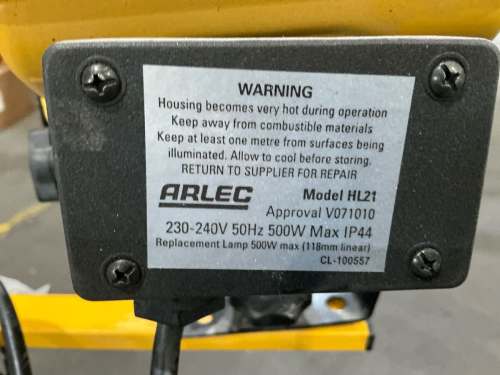 WARNING
Housing becomes very hot during operation
Keep away from combustible materials
Keep at least one metre from surfaces being
illuminated. Allow to cool before storing.
RETURN TO SUPPLIER FOR REPAIR
ARLEC Model HL21
Approval V071010
230-240V 50Hz 500W Max IP44
Replacement Lamp 500W max (118mm linear)
CL-100557